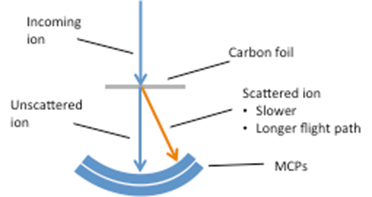 Incoming
ion
Carbon foil
Unscattered
ion
Scattered ion
• Slower
• Longer flight path
MCPs